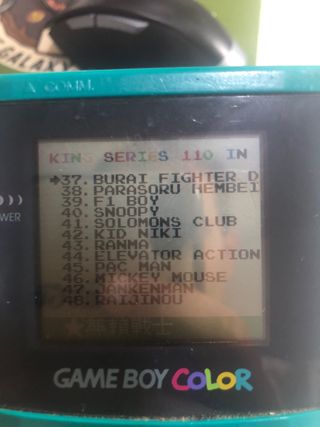 GALAXY
COMM.
KING SERIES 110 IN
37. BURAI FIGHTER D
38. PARASORU HEMBEI
39. F1 BOY
40. SNOOPY
41. SOLOMONS CLUB
42. KID NIKI
43. RANMA
44. ELEVATOR ACTION
45. PAC MAN
46. MICKEY MOUSE
47. JANKENMAN
48. RAIJINOU
OWER
GAME BOY COLOR